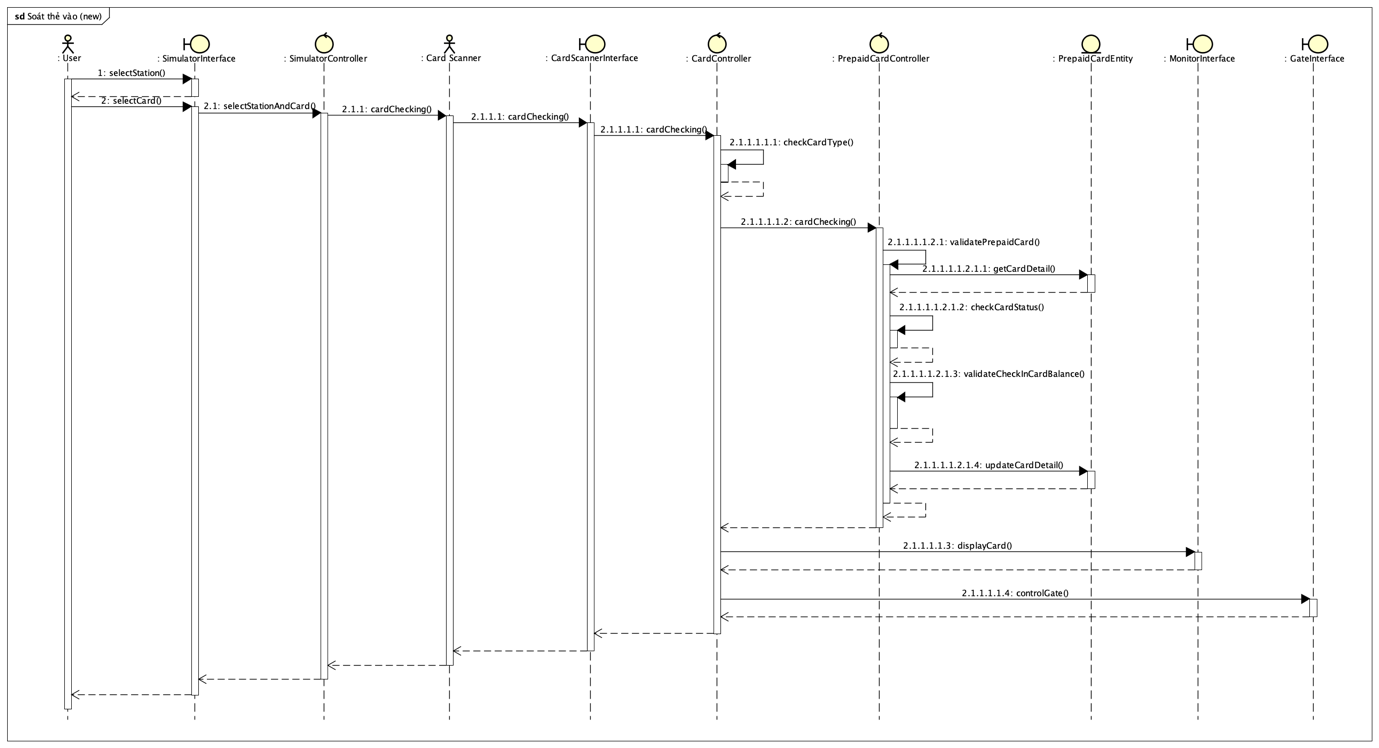 sd Soát thẻ vào (new)
: User
: SimulatorInterface
: SimulatorController
: Card Scanner
: CardScannerInterface
: CardController
: PrepaidCardController
: PrepaidCardEntity
: MonitorInterface
: GateInterface
1: selectStation()
2: selectCard()
2.1: selectStationAndCard()
2.1.1: cardChecking()
2.1.1.1: cardChecking()
2.1.1.1.1: cardChecking()
2.1.1.1.1.1: checkCardType()
2.1.1.1.1.2: cardChecking()
2.1.1.1.1.2.1: validatePrepaidCard()
2.1.1.1.1.2.1.1: getCardDetail()
2.1.1.1.1.2.1.2: checkCardStatus()
2.1.1.1.1.2.1.3: validateCheckInCardBalance()
2.1.1.1.1.2.1.4: updateCardDetail()
2.1.1.1.1.3: displayCard()
2.1.1.1.1.4: controlGate()